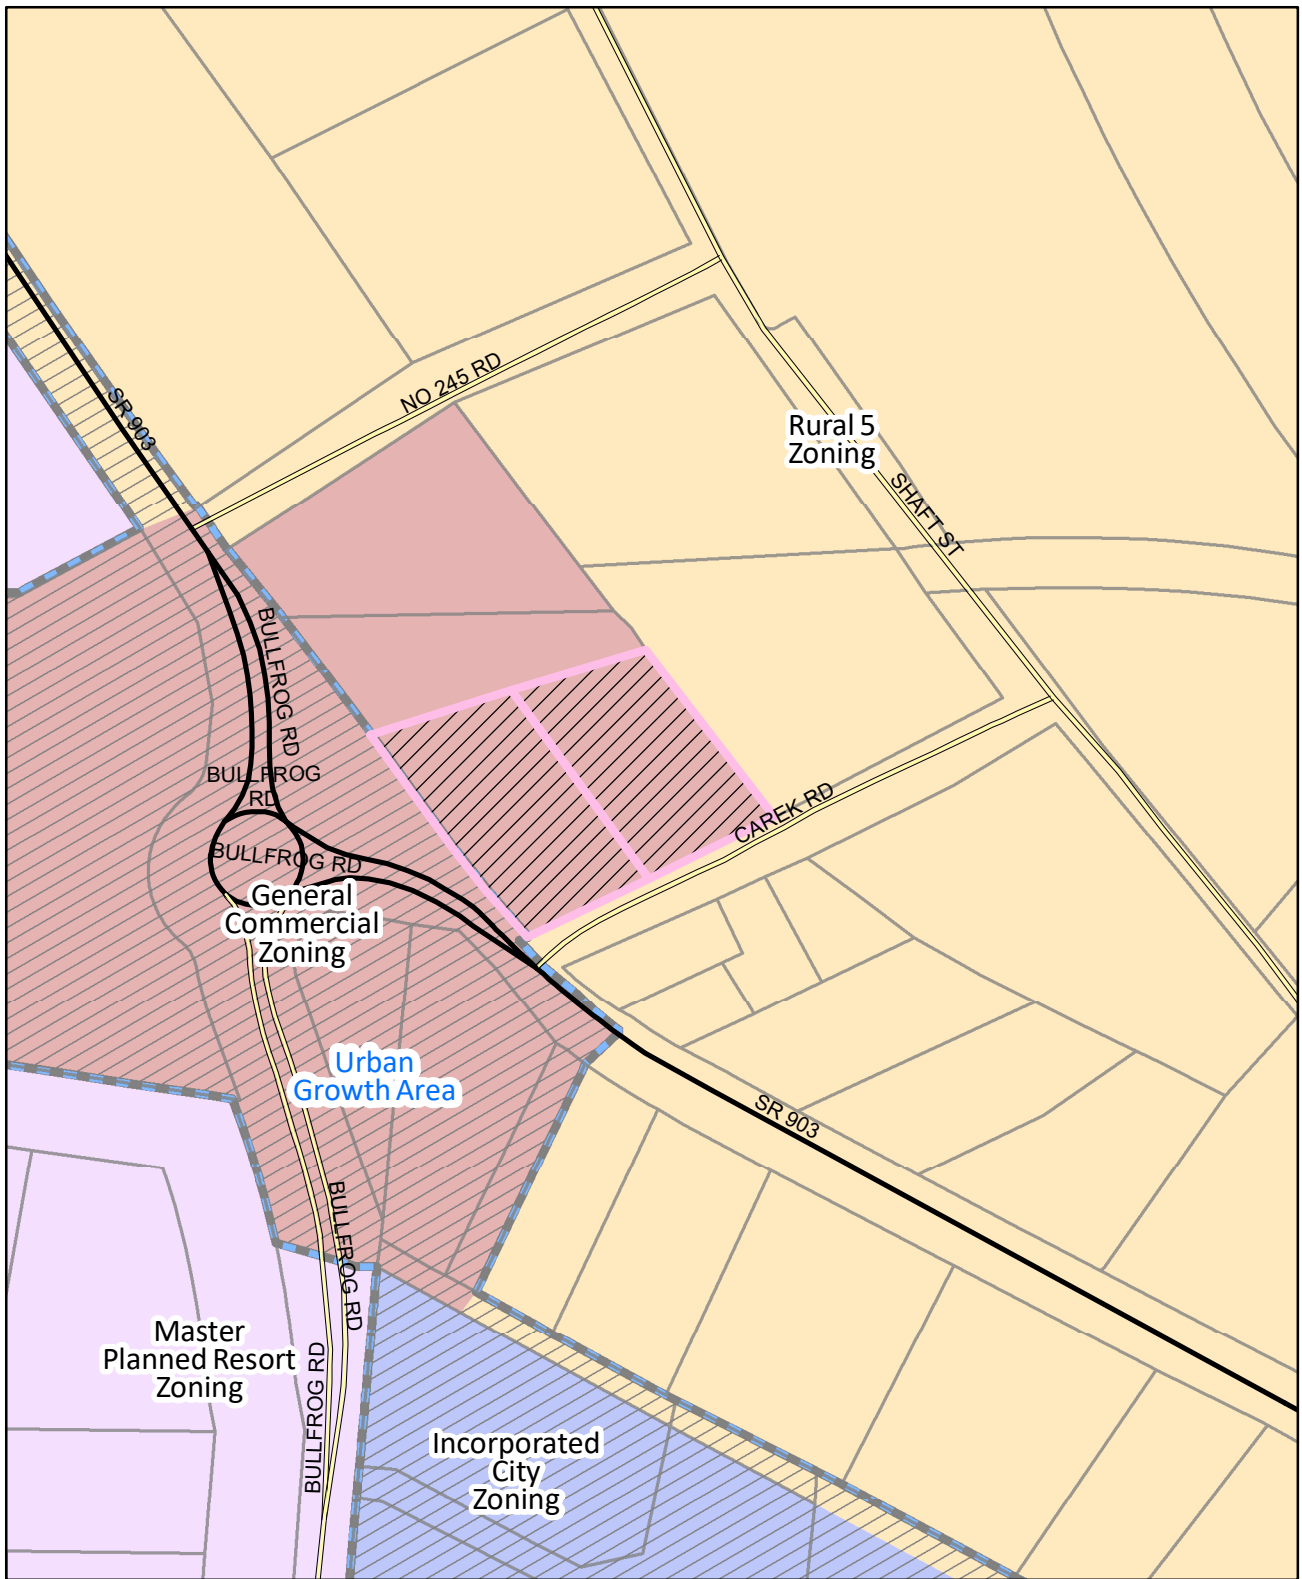 NO 245 RD
SR 903
Rural 5
Zoning
SHAFT ST
BULLFROG RD
BULLFROG
RD
CAREK RD
BULLFROG RD
General
Commercial
Zoning
Urban
Growth Area
SR 903
BULLFROG RD
Master
Planned Resort
Zoning
BULLFROG RD
Incorporated
City
Zoning